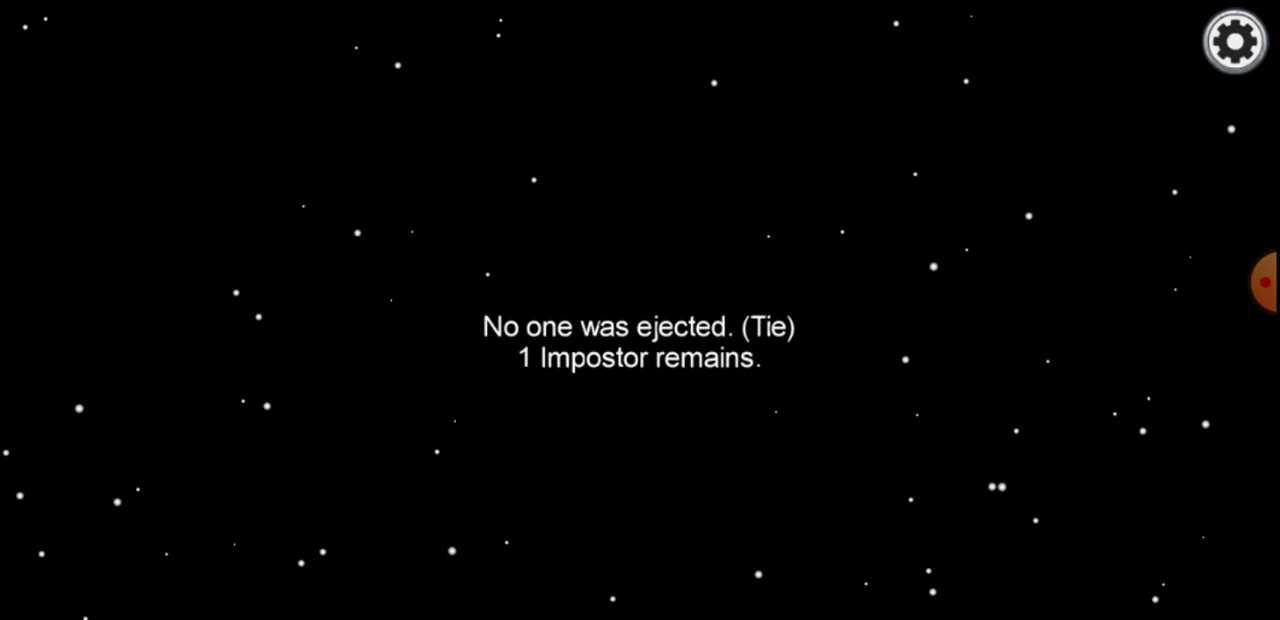 No one was ejected. (Tie)
1 Impostor remains.